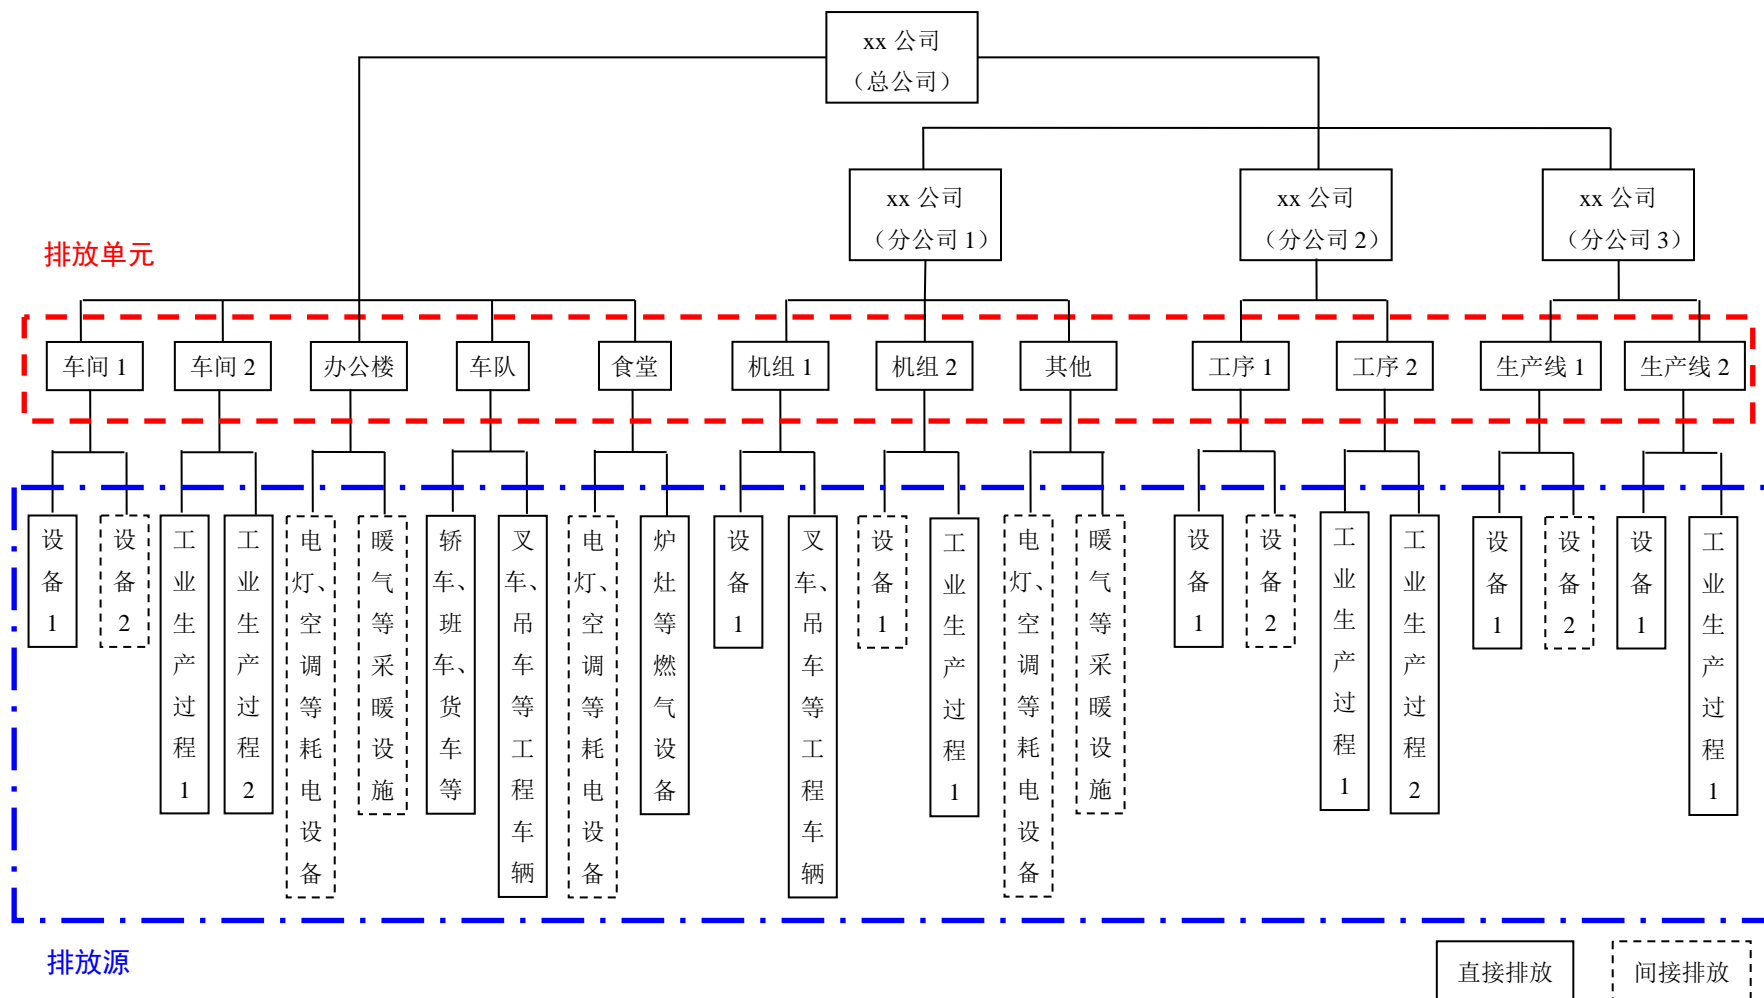 xx 公司
（总公司）
xx 公司
（分公司 1）
xx 公司
（分公司 2）
xx 公司
（分公司 3）
排放单元
车间 1
车间 2
办公楼
车队
食堂
机组 1
机组 2
其他
工序 1
工序 2
生产线 1
生产线 2
设备1
设备2
工业生产过程1
工业生产过程2
电灯、空调等耗电设备
暖气等采暖设施
轿车、班车、货车等
叉车、吊车等工程车辆
电灯、空调等耗电设备
炉灶等燃气设备
设备1
叉车、吊车等工程车辆
设备1
工业生产过程1
电灯、空调等耗电设备
暖气等采暖设施
设备1
设备2
工业生产过程1
工业生产过程2
设备1
设备2
设备1
工业生产过程1
排放源
直接排放
间接排放